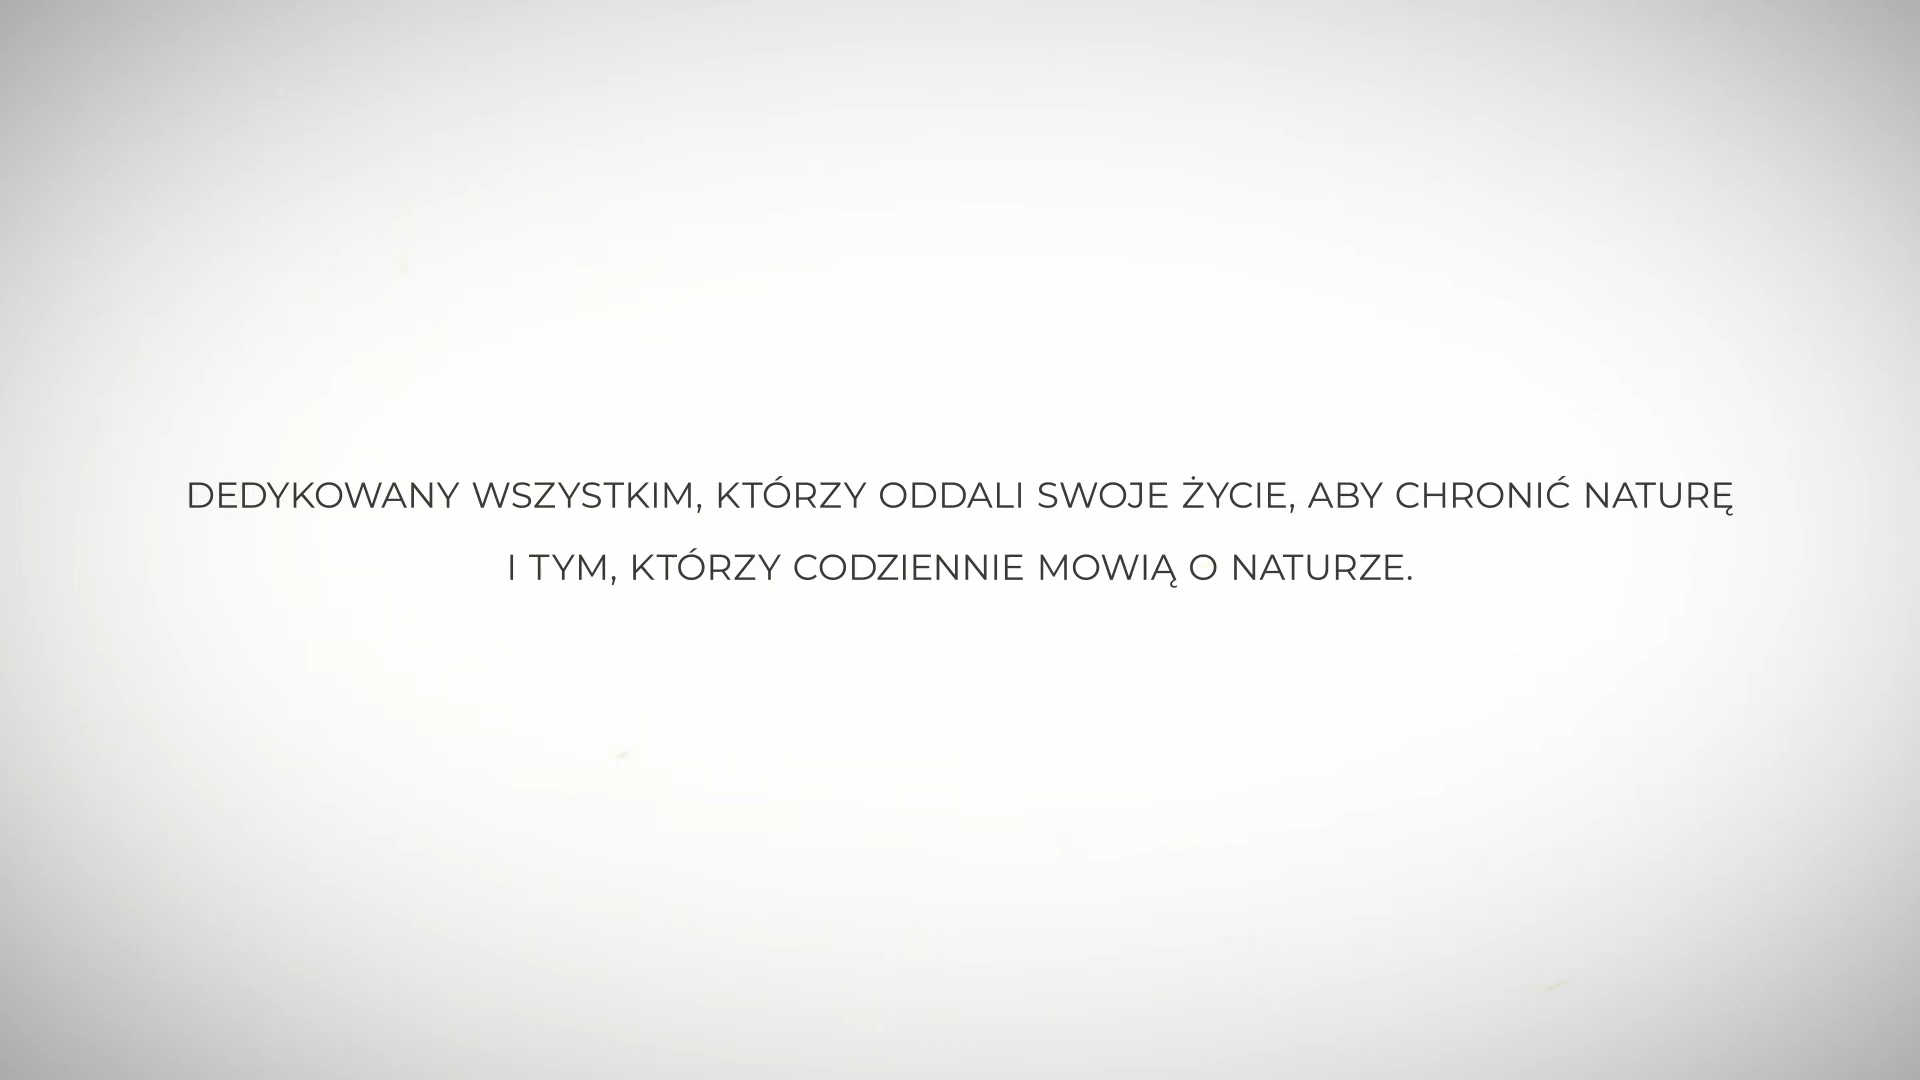 DEDYKOWANY WSZYSTKIM, KTÓRZY ODDALI SWOJE ŻYCIE, ABY CHRONIĆ NATURĘ
I TYM, KTÓRZY CODZIENNIE MOWIĄ O NATURZE.